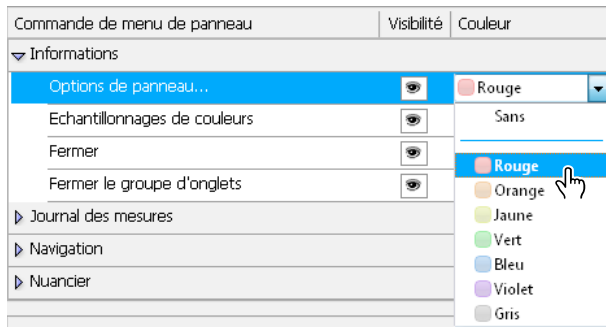 Commande de menu de panneau Visibilité Couleur
Informations
Options de panneau... Rouge
Echantillonnages de couleurs Sans
Fermer Rouge
Fermer le groupe d'onglets Orange
Journal des mesures Jaune
Vert
Navigation Bleu
Nuancier Violet
Gris